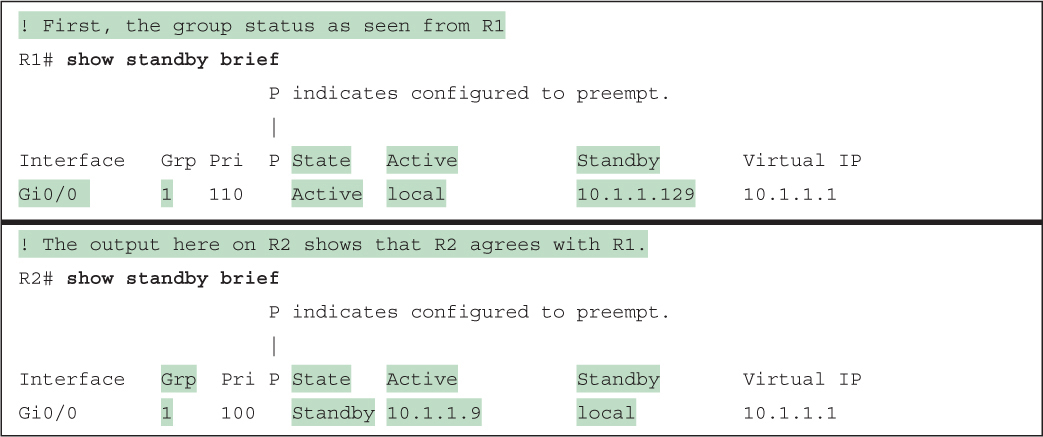 ! First, the group status as seen from R1
R1# show standby brief
P indicates configured to preempt.
|
Interface Grp Pri P State Active Standby Virtual IP
Gi0/0 1 110 Active local 10.1.1.129 10.1.1.1
! The output here on R2 shows that R2 agrees with R1.
R2# show standby brief
P indicates configured to preempt.
|
Interface Grp Pri P State Active Standby Virtual IP
Gi0/0 1 100 Standby 10.1.1.9 local 10.1.1.1